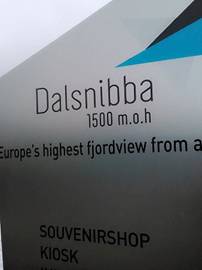 Dalsnibba
1500 m.o.h
Europe's highest fjordview from a
SOUVENIRSHOP
KIOSK